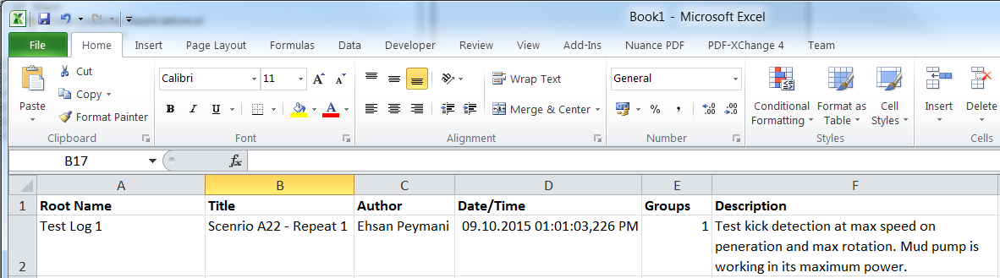 Book1 - Microsoft Excel
File Home Insert Page Layout Formulas Data Developer Review View Add-Ins Nuance PDF PDF-XChange 4 Team
Cut
Calibri 11 A A Wrap Text General
Copy
Paste Format Painter B I U A Merge & Center % , .00 .0 Conditional Formatting Format as Table Cell Styles Insert Delete
Clipboard Font Alignment Number Styles Cells
B17 fx
A B C D E F
1 Root Name Title Author Date/Time Groups Description
Test Log 1 Scenrio A22 - Repeat 1 Ehsan Peymani 09.10.2015 01:01:03,226 PM 1 Test kick detection at max speed on
peneration and max rotation. Mud pump is
2 working in its maximum power.